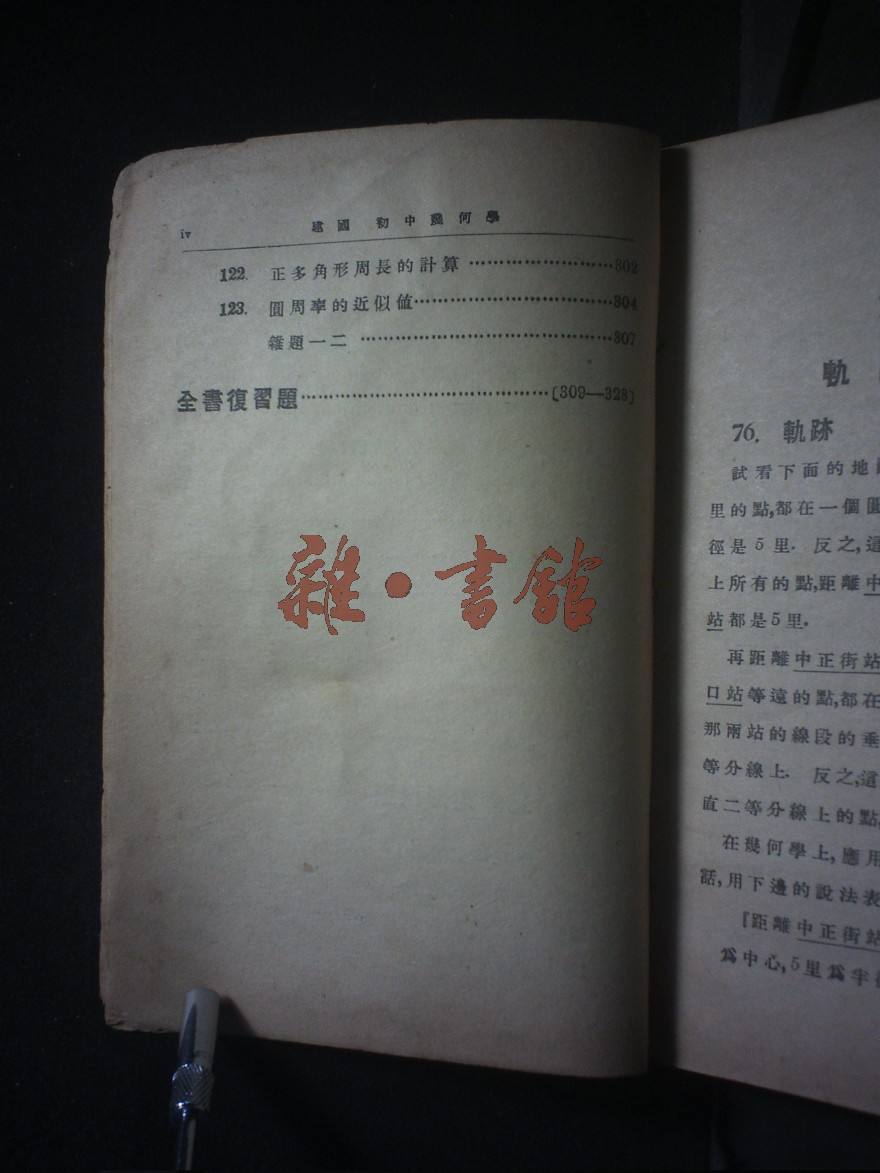 iv 建國 初中幾何學
122. 正多角形周長的計算 ························302
123. 圓周率的近似值·································304
雜題一二 ··········································307
全書復習題····································〔309—328〕
雜·書館
軌
76. 軌跡
試看下面的地
里的點,都在一個圓
徑是5里. 反之,這
上所有的點,距離中
站都是5里.
再距離中正街站
口站等遠的點,都在
那兩站的線段的垂
等分線上. 反之,這
直二等分線上的點,
在幾何學上,應用
話,用下邊的說法表
『距離中正街站
爲中心,5里爲半徑